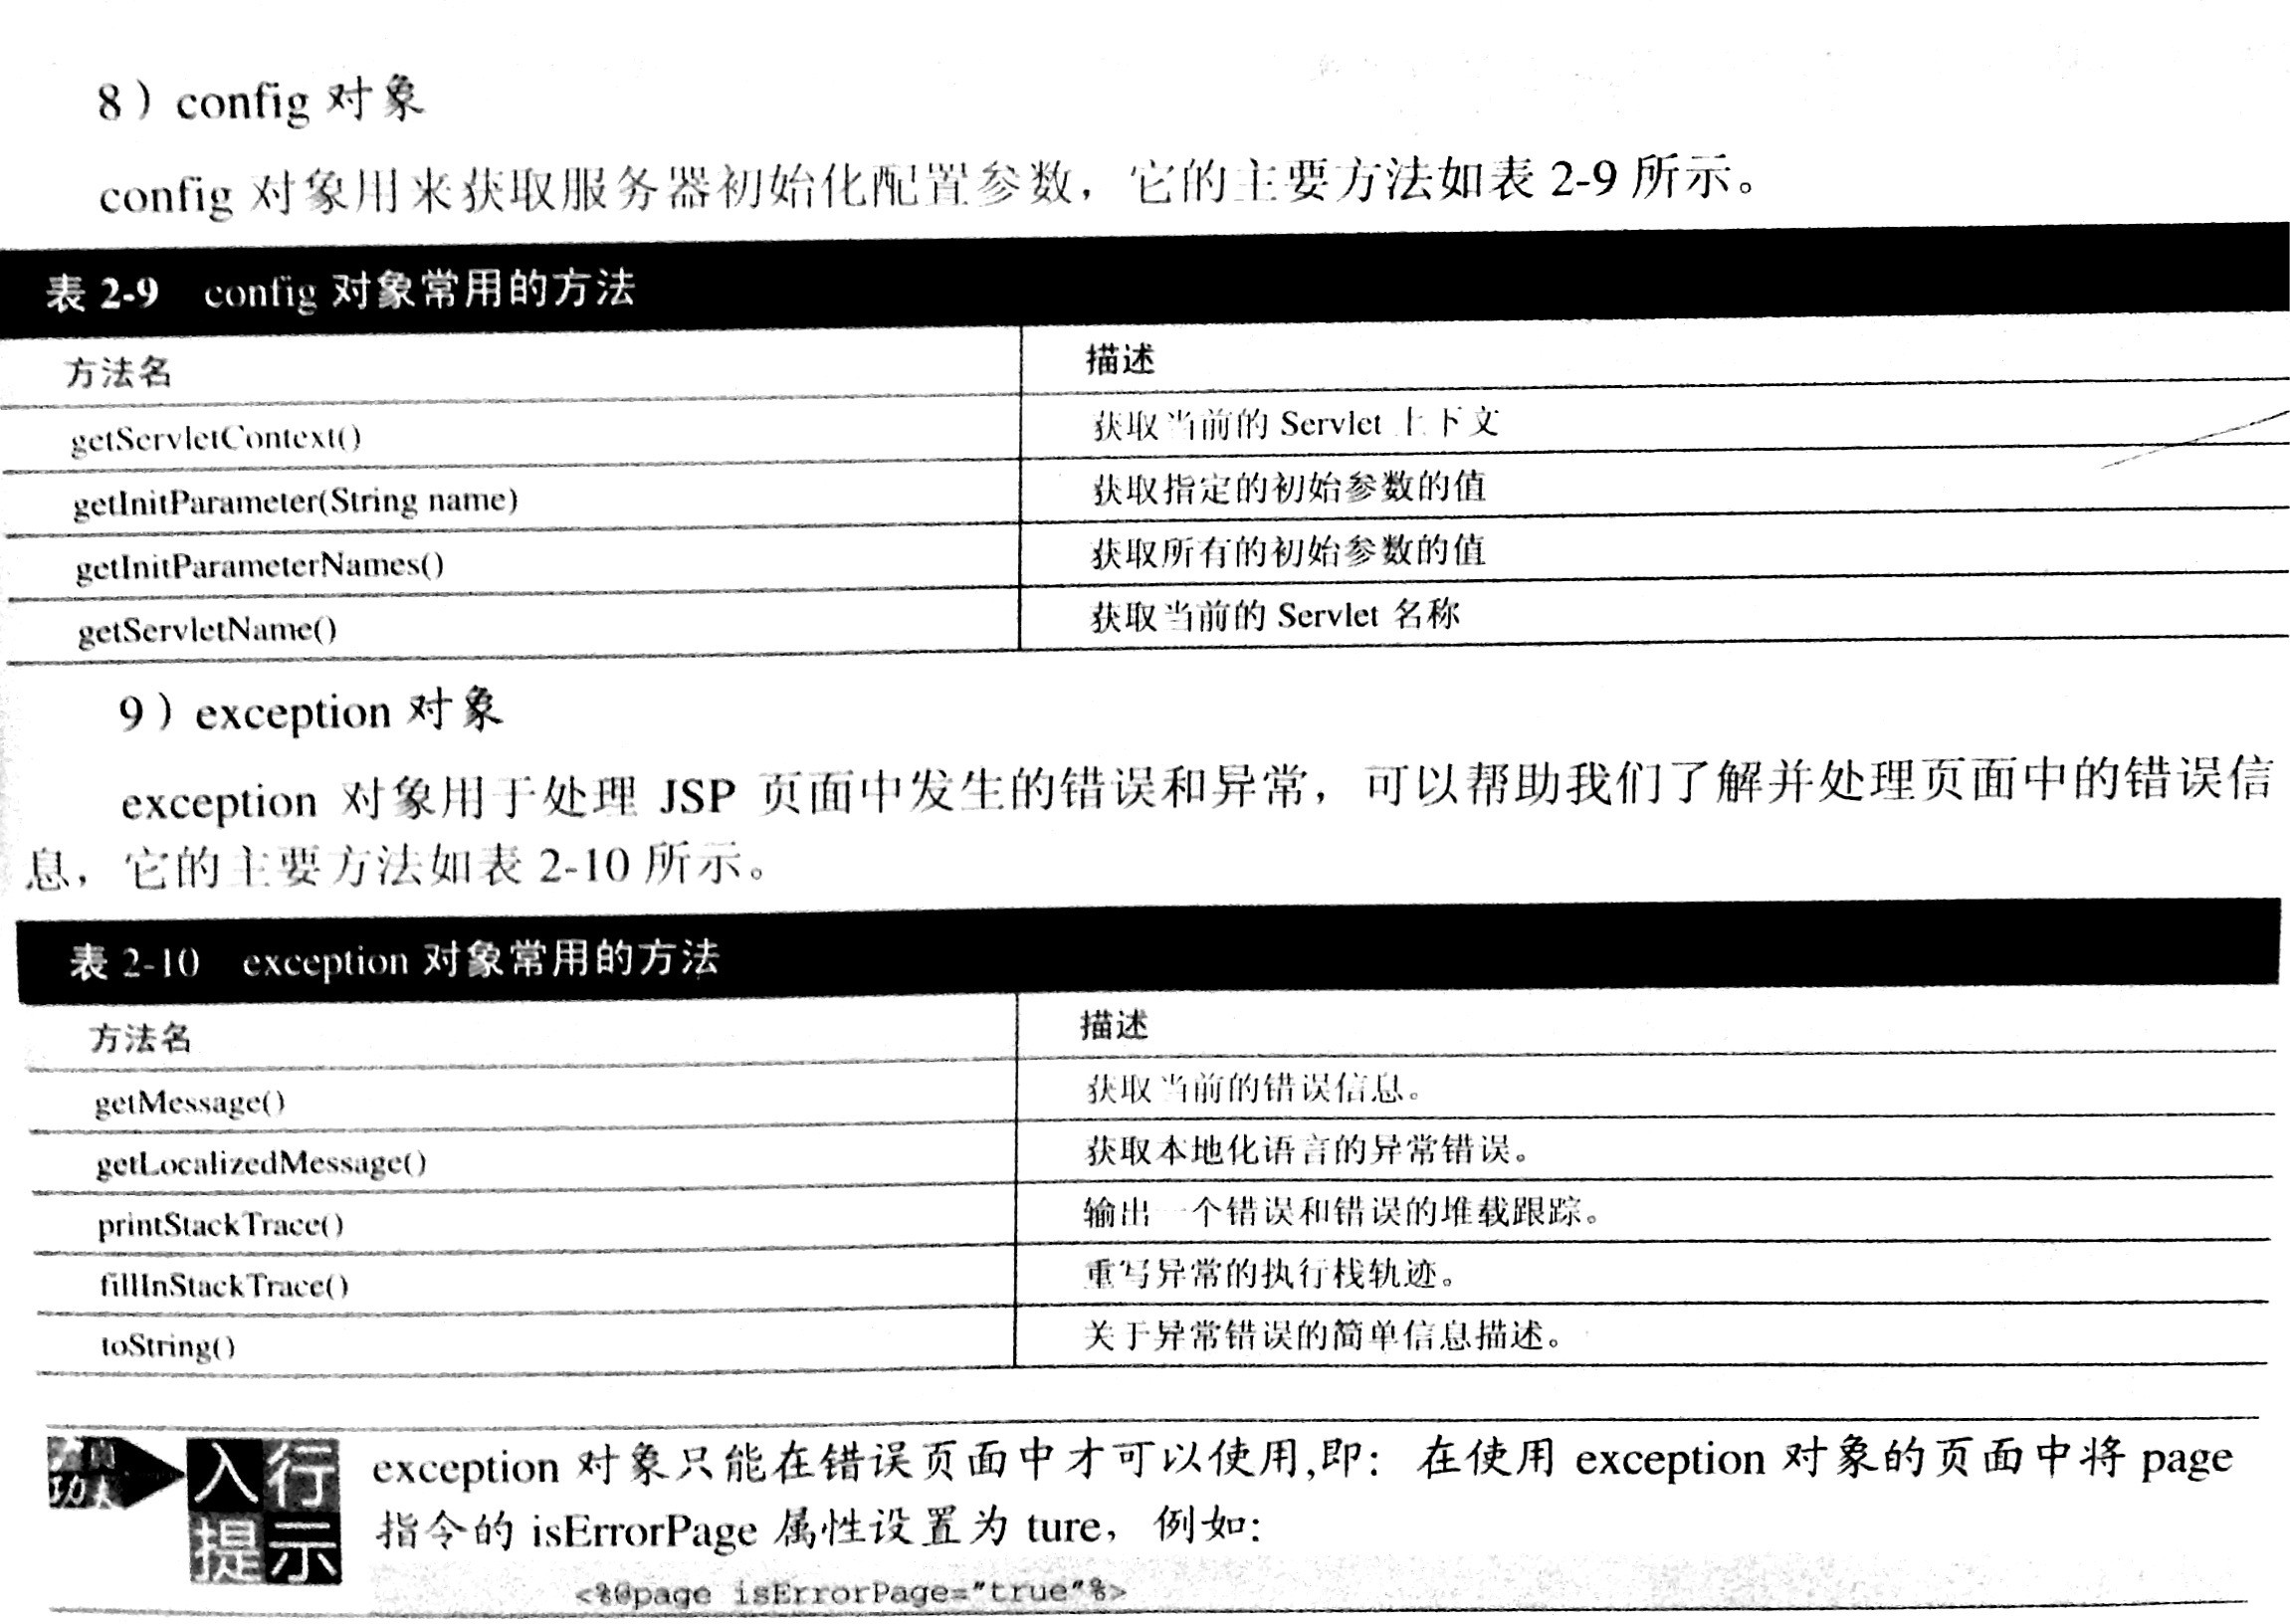 8）config 对象
config 对象用来获取服务器初始化配置参数，它的主要方法如表 2-9 所示。
表 2-9 config 对象常用的方法
方法名 描述
getServletContext() 获取当前的 Servlet 上下文
getInitParameter(String name) 获取指定的初始参数的值
getInitParameterNames() 获取所有的初始参数的值
getServletName() 获取当前的 Servlet 名称
9）exception 对象
exception 对象用于处理 JSP 页面中发生的错误和异常，可以帮助我们了解并处理页面中的错误信
息，它的主要方法如表 2-10 所示。
表 2-10 exception 对象常用的方法
方法名 描述
getMessage() 获取当前的错误信息。
getLocalizedMessage() 获取本地化语言的异常错误。
printStackTrace() 输出一个错误和错误的堆载跟踪。
fillInStackTrace() 重写异常的执行栈轨迹。
toString() 关于异常错误的简单信息描述。
入行
提示
exception 对象只能在错误页面中才可以使用,即：在使用 exception 对象的页面中将 page
指令的 isErrorPage 属性设置为 ture，例如：
<%@page isErrorPage="true"%>